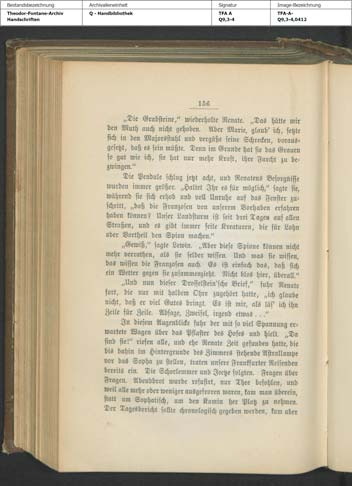 Bestandsbezeichnung
Theodor-Fontane-Archiv
Handschriften
Archivalieneinheit
Q - Handbibliothek
Signatur
TFA A
Q9,3-4
Image-Bezeichnung
TFA-A-
Q9,3-4,0412
156
„Die Grabsteine,“ wiederholte Renate. „Das hätte mir
den Muth auch nicht gehoben. Aber Marie, glaub' ich, setzte
sich in den Majorsstuhl und vergäße seine Schrecken, voraus-
gesetzt, daß es sein müßte. Denn im Grunde hat sie das Grauen
so gut wie ich, sie hat nur mehr Kraft, ihre Furcht zu be-
zwingen.“
Die Pendule schlug jetzt acht, und Renatens Besorgnisse
wurden immer größer. „Haltet Ihr es für möglich,“ sagte sie,
während sie sich erhob und voll Unruhe auf das Fenster zu-
schritt, „daß die Franzosen von unserem Vorhaben erfahren
haben können? Unser Landsturm ist seit drei Tagen auf allen
Straßen, und es gibt immer feile Kreaturen, die für Lohn
oder Vortheil den Spion machen.“
„Gewiß,“ sagte Lewin. „Aber diese Spione können nicht
mehr verrathen, als sie selber wissen. Und was sie wissen,
das wissen die Franzosen auch. Es ist einfach das, daß sich
ein Wetter gegen sie zusammenzieht. Nicht blos hier, überall.“
„Und nun dieser Drosselstein'sche Brief,“ fuhr Renate
fort, die nur mit halbem Ohre zugehört hatte, „ich glaube
nicht, daß er viel Gutes bringt. Es ist mir, als läs' ich ihn
Zeile für Zeile. Absage, Zweifel, irgend etwas . . .“
In diesem Augenblick fuhr der mit so viel Spannung er-
wartete Wagen über das Pflaster des Hofes und hielt. „Da
sind sie!“ riefen alle, und ehe Renate Zeit gefunden hatte, die
bis dahin im Hintergrunde des Zimmers stehende Astrallampe
vor das Sopha zu stellen, traten unsere Frankfurter Reisenden
bereits ein. Die Schorlemmer und Jeetze folgten. Fragen über
Fragen. Abendbrot wurde refüsirt, nur Thee befohlen, und
weil alle mehr oder weniger ausgefroren waren, kam man überein,
statt am Sophatisch, um den Kamin her Platz zu nehmen.
Der Tagesbericht sollte chronologisch gegeben werden, kam aber